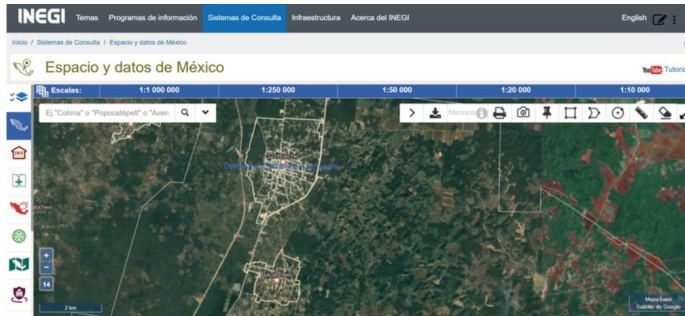 INEGI Temas Programas de información Sistemas de Consulta Infraestructura Acerca del INEGI English
Inicio / Sistemas de Consulta / Espacio y datos de México
Espacio y datos de México
YouTube Tutoria
Escalas: 1:1 000 000 1:250 000 1:50 000 1:20 000 1:10 000
Ej."Colima" o "Popocatépetl" o "Aven
Manzana
+
−
14
2 km
Mapa base
Satélite de Google